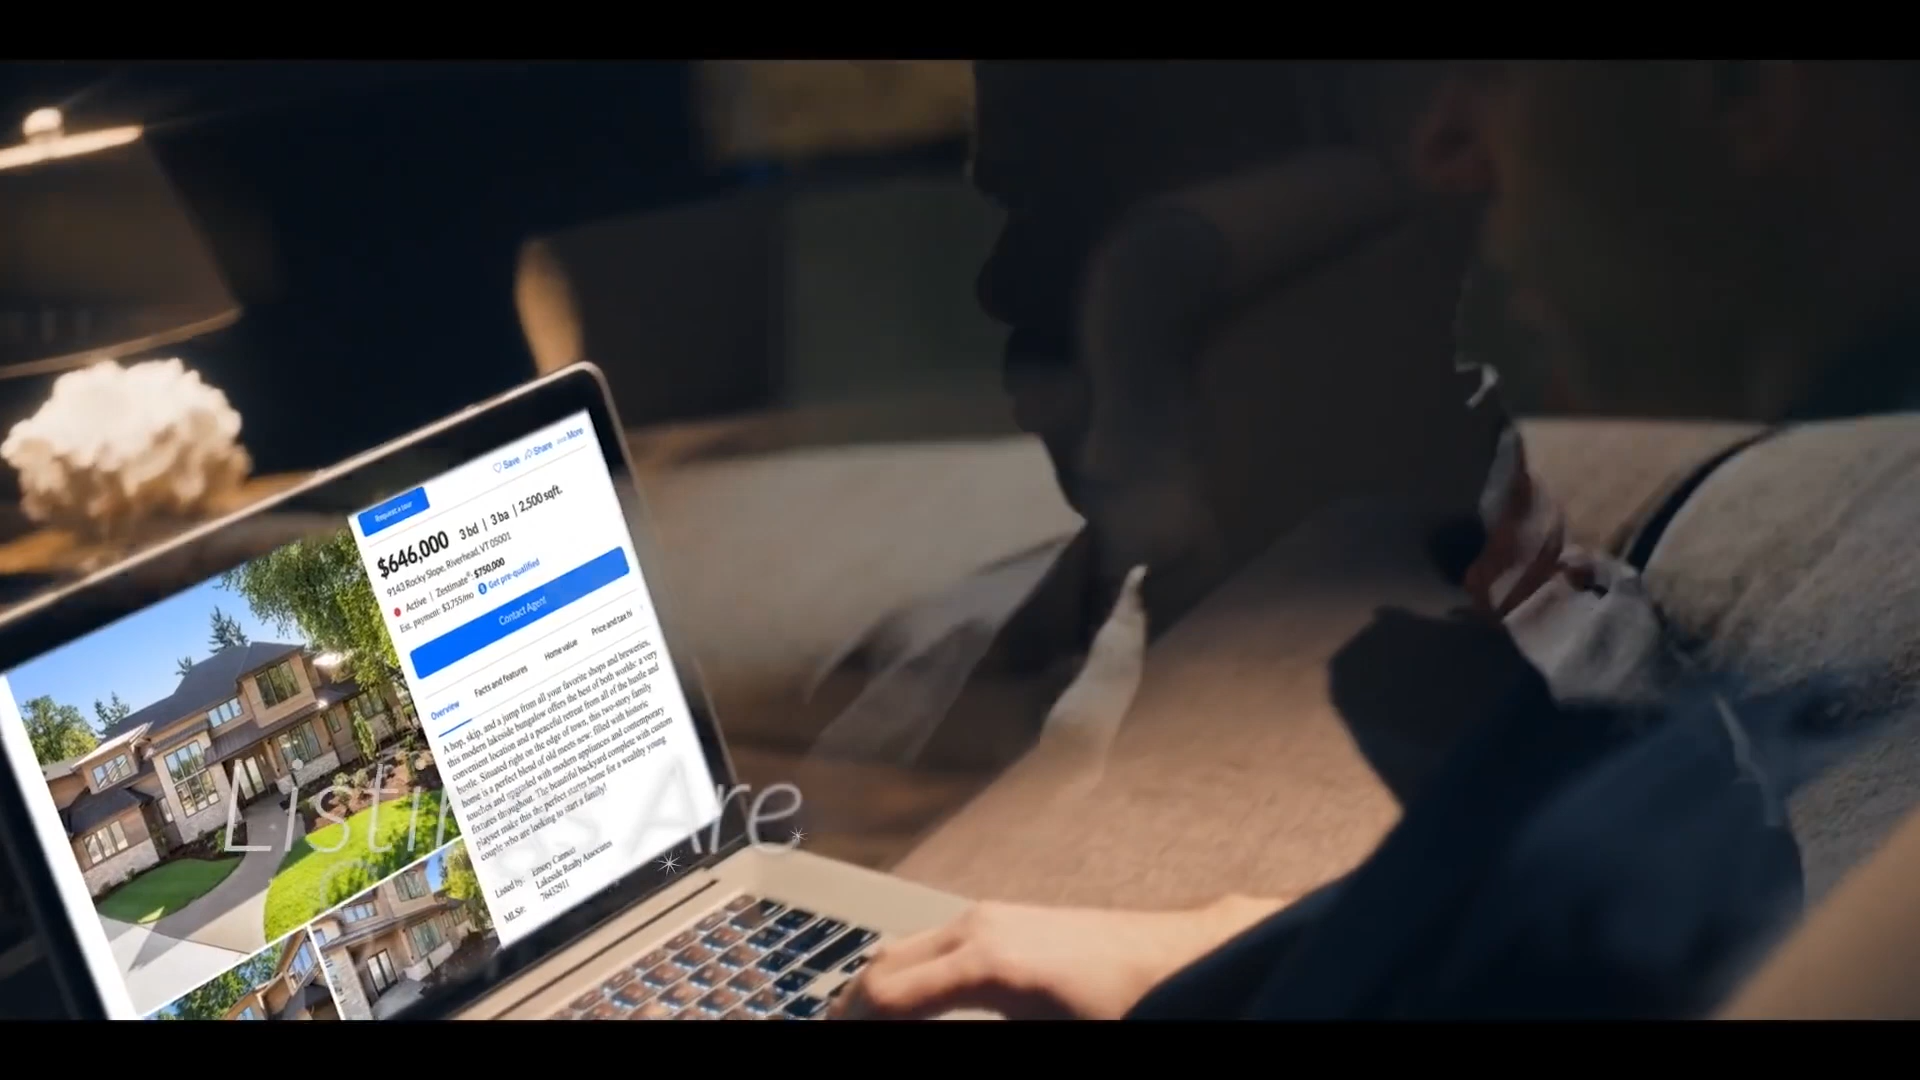 Save Share More
Request a tour
$646,000 3 bd | 3 ba | 2,500 sqft.
9143 Rocky Slope, Riverhead, VT 05001
Active | Zestimate®: $750,000
Est. payment: $3,755/mo $ Get pre-qualified
Contact Agent
Overview Facts and features Home value Price and tax hi
A hop, skip, and a jump from all your favorite shops and breweries,
this modern lakeside bungalow offers the best of both worlds: a very
convenient location and a peaceful retreat from all of the hustle and
bustle. Situated right on the edge of town, this two-story family
home is a perfect blend of old meets new: filled with historic
touches and upgraded with modern appliances and contemporary
fixtures throughout. The beautiful backyard complete with custom
playset make this the perfect starter home for a wealthy young
couple who are looking to start a family!
Listed by: Emory Cannon
Lakeside Realty Associates
MLS#: 76432911
Listings Are